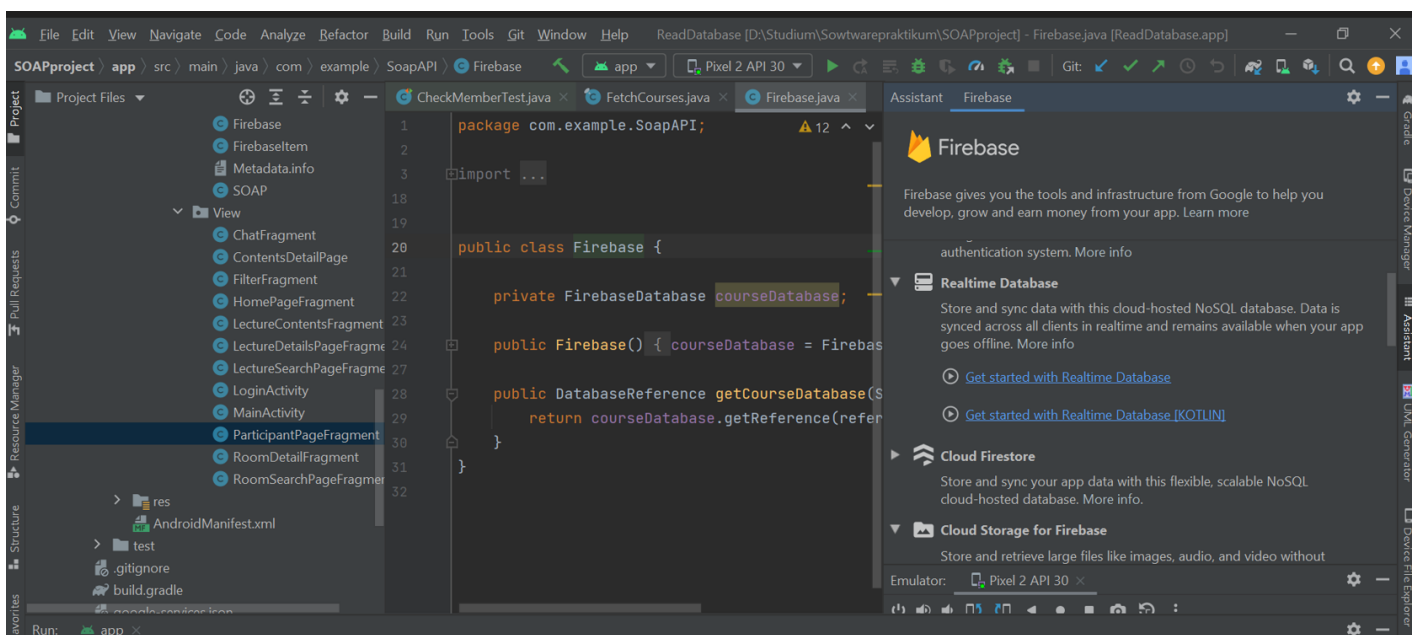 File Edit View Navigate Code Analyze Refactor Build Run Tools Git Window Help ReadDatabase [D:\Studium\Sowtwarepraktikum\SOAPproject] - Firebase.java [ReadDatabase.app]
SOAPproject app src main java com example SoapAPI Firebase app Pixel 2 API 30 Git:
Project
Commit
Pull Requests
Resource Manager
Structure
Project Files
Firebase
FirebaseItem
Metadata.info
SOAP
View
ChatFragment
ContentsDetailPage
FilterFragment
HomePageFragment
LectureContentsFragment
LectureDetailsPageFragme
LectureSearchPageFragme
LoginActivity
MainActivity
ParticipantPageFragment
RoomDetailFragment
RoomSearchPageFragmen
res
AndroidManifest.xml
test
.gitignore
build.gradle
google-services.json
CheckMemberTest.java FetchCourses.java Firebase.java
1 package com.example.SoapAPI; 12
2
3 import ...
18
19
20 public class Firebase {
21
22 private FirebaseDatabase courseDatabase;
23
24 public Firebase() { courseDatabase = Firebas
27
28 public DatabaseReference getCourseDatabase(S
29 return courseDatabase.getReference(refer
30 }
31 }
32
Assistant Firebase
Firebase
Firebase gives you the tools and infrastructure from Google to help you
develop, grow and earn money from your app. Learn more
authentication system. More info
Realtime Database
Store and sync data with this cloud-hosted NoSQL database. Data is
synced across all clients in realtime and remains available when your app
goes offline. More info
Get started with Realtime Database
Get started with Realtime Database [KOTLIN]
Cloud Firestore
Store and sync your app data with this flexible, scalable NoSQL
cloud-hosted database. More info.
Cloud Storage for Firebase
Store and retrieve large files like images, audio, and video without
Emulator: Pixel 2 API 30
Gradle
Device Manager
Assistant
UML Generator
Device File Explorer
Run: app